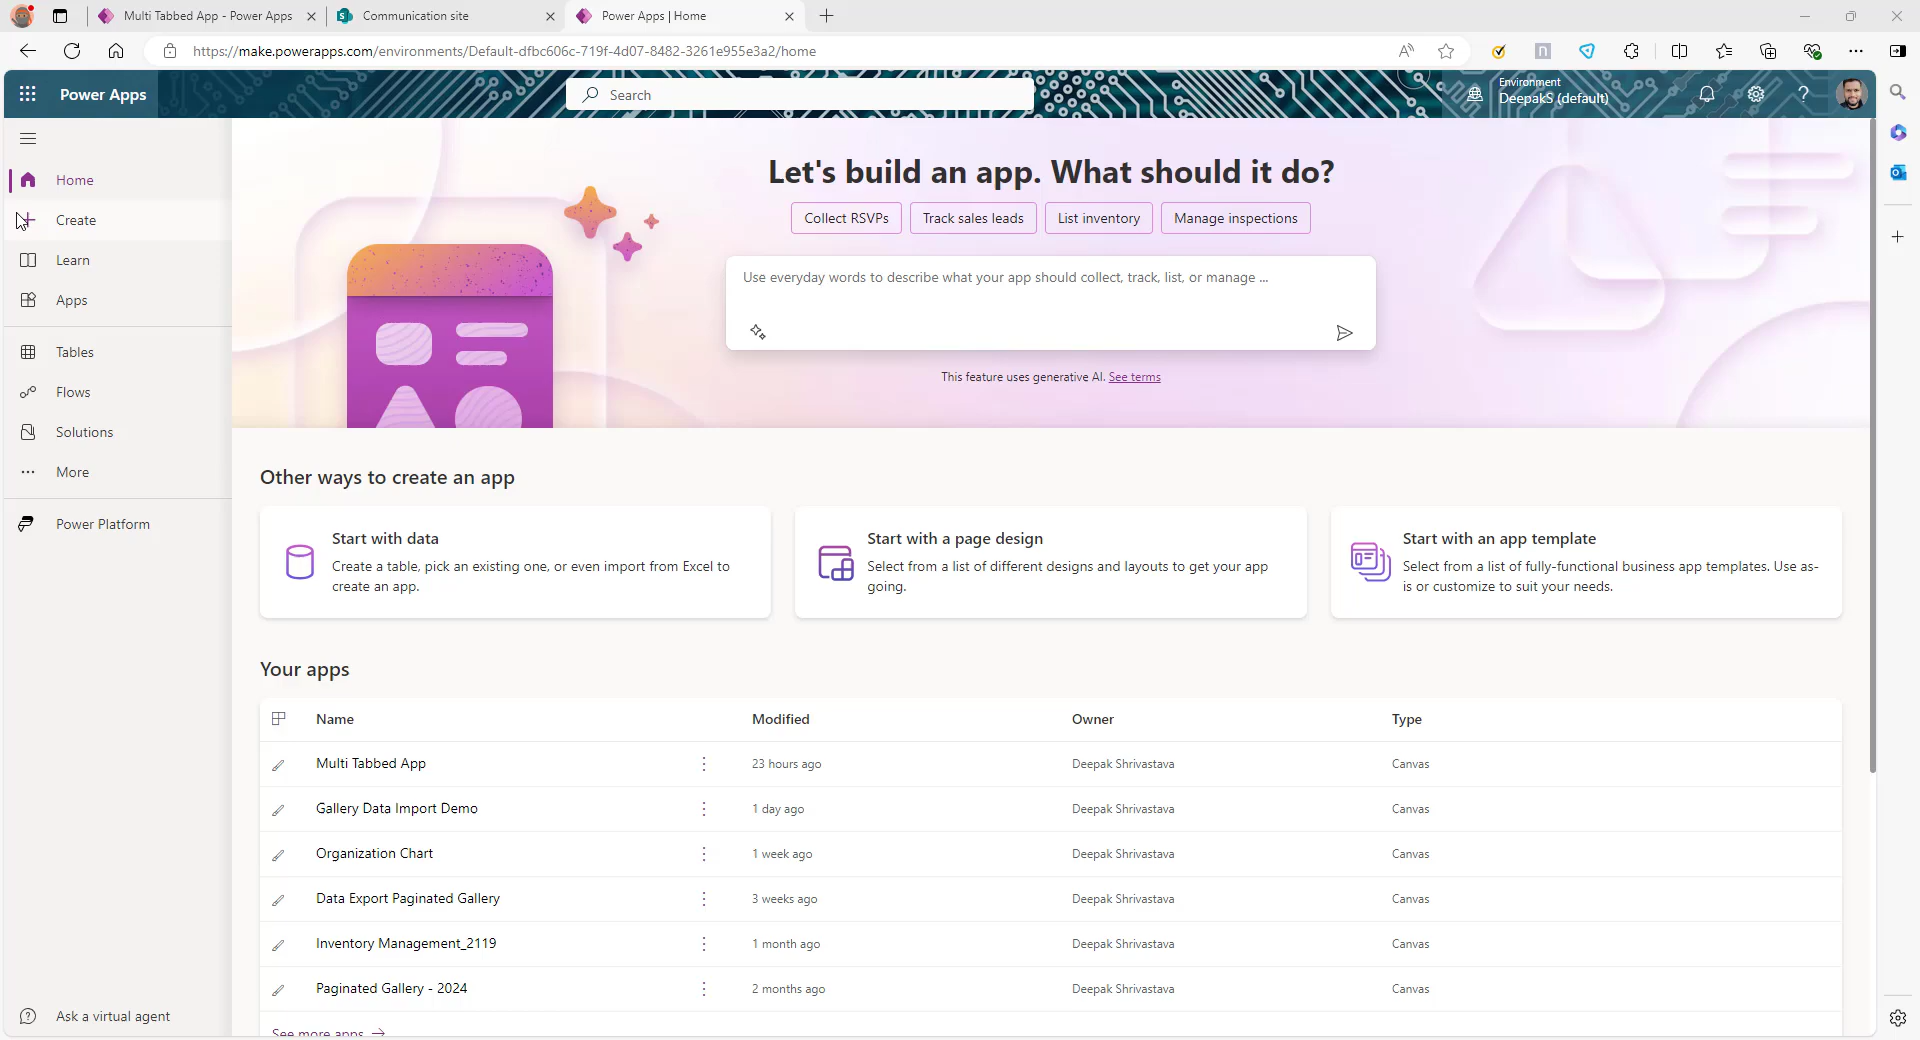 Multi Tabbed App - Power Apps
Communication site
Power Apps | Home
https://make.powerapps.com/environments/Default-dfbc606c-719f-4d07-8482-3261e955e3a2/home
Power Apps
Search
Environment
DeepakS (default)
Home
Create
Learn
Apps
Tables
Flows
Solutions
More
Power Platform
Ask a virtual agent
Let's build an app. What should it do?
Collect RSVPs
Track sales leads
List inventory
Manage inspections
Use everyday words to describe what your app should collect, track, list, or manage ...
This feature uses generative AI. See terms
Other ways to create an app
Start with data
Create a table, pick an existing one, or even import from Excel to
create an app.
Start with a page design
Select from a list of different designs and layouts to get your app
going.
Start with an app template
Select from a list of fully-functional business app templates. Use as-
is or customize to suit your needs.
Your apps
Name Modified Owner Type
Multi Tabbed App 23 hours ago Deepak Shrivastava Canvas
Gallery Data Import Demo 1 day ago Deepak Shrivastava Canvas
Organization Chart 1 week ago Deepak Shrivastava Canvas
Data Export Paginated Gallery 3 weeks ago Deepak Shrivastava Canvas
Inventory Management_2119 1 month ago Deepak Shrivastava Canvas
Paginated Gallery - 2024 2 months ago Deepak Shrivastava Canvas
See more apps